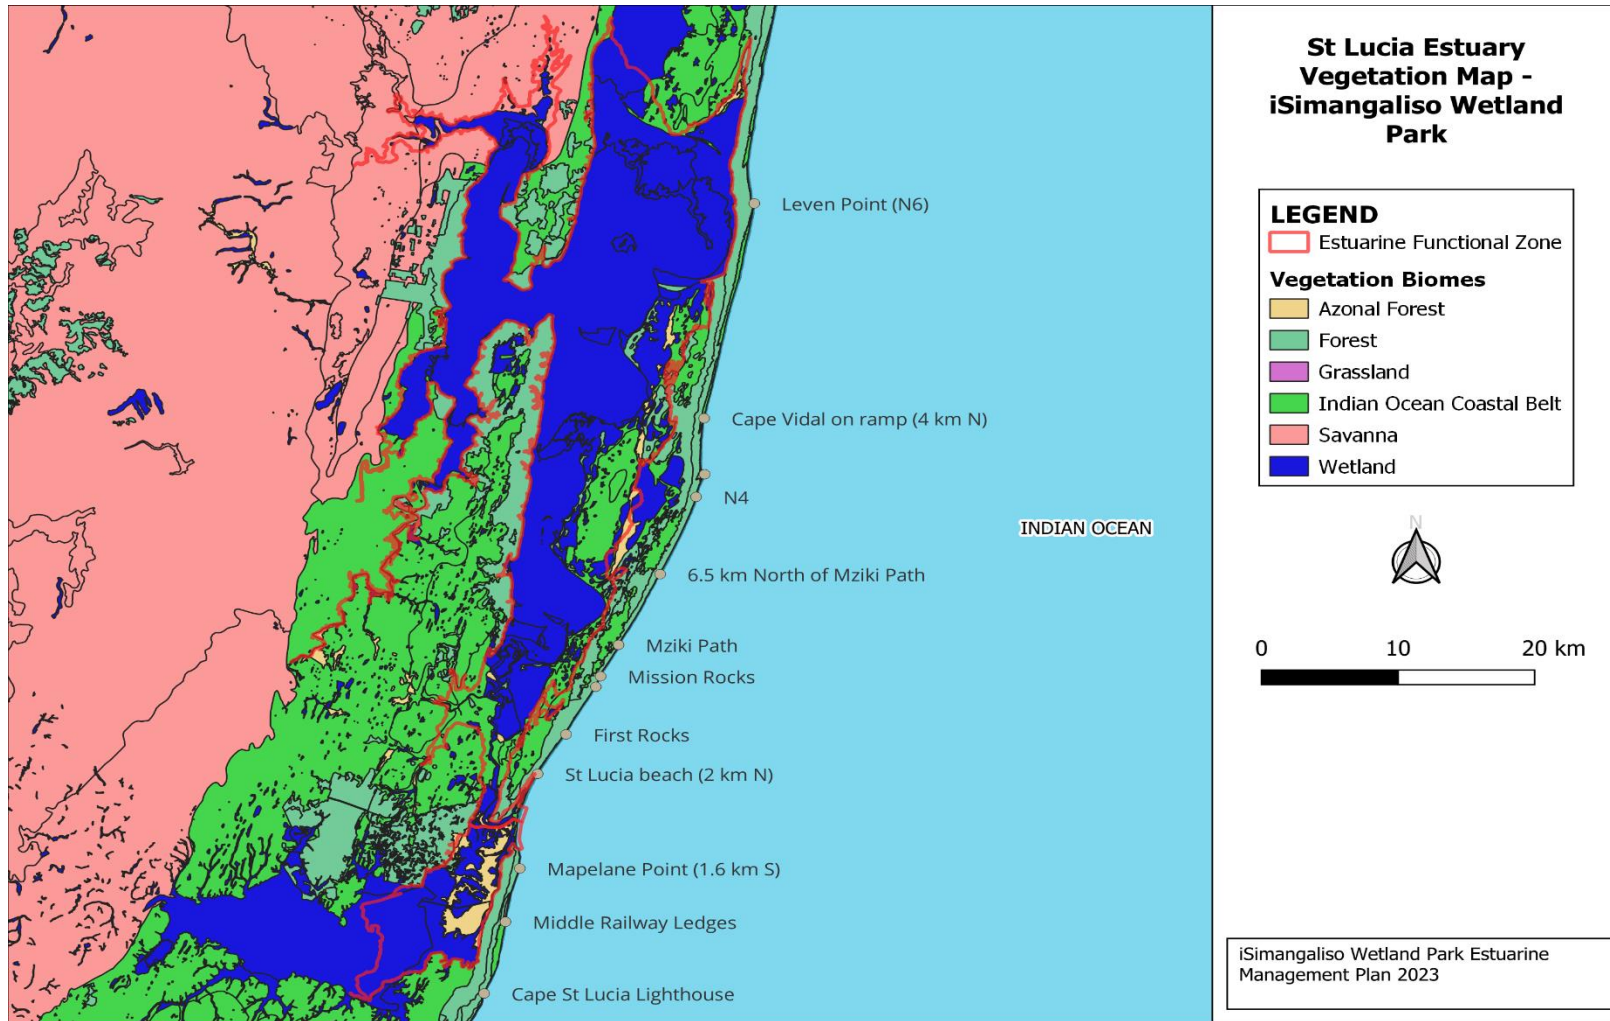 St Lucia Estuary
Vegetation Map -
iSimangaliso Wetland
Park
LEGEND
Estuarine Functional Zone
Vegetation Biomes
Azonal Forest
Forest
Grassland
Indian Ocean Coastal Belt
Savanna
Wetland
N
0 10 20 km
iSimangaliso Wetland Park Estuarine
Management Plan 2023
Leven Point (N6)
Cape Vidal on ramp (4 km N)
N4
INDIAN OCEAN
6.5 km North of Mziki Path
Mziki Path
Mission Rocks
First Rocks
St Lucia beach (2 km N)
Mapelane Point (1.6 km S)
Middle Railway Ledges
Cape St Lucia Lighthouse